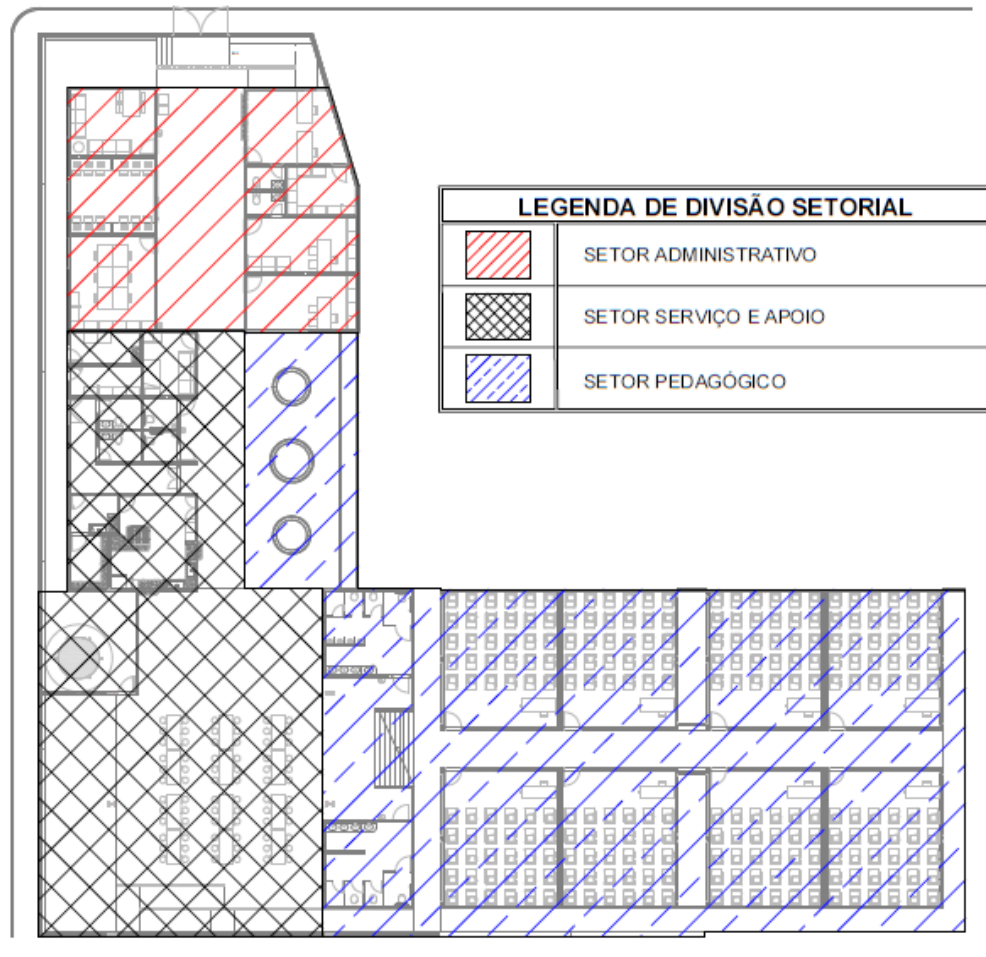 LEGENDA DE DIVISÃO SETORIAL
SETOR ADMINISTRATIVO
SETOR SERVIÇO E APOIO
SETOR PEDAGÓGICO